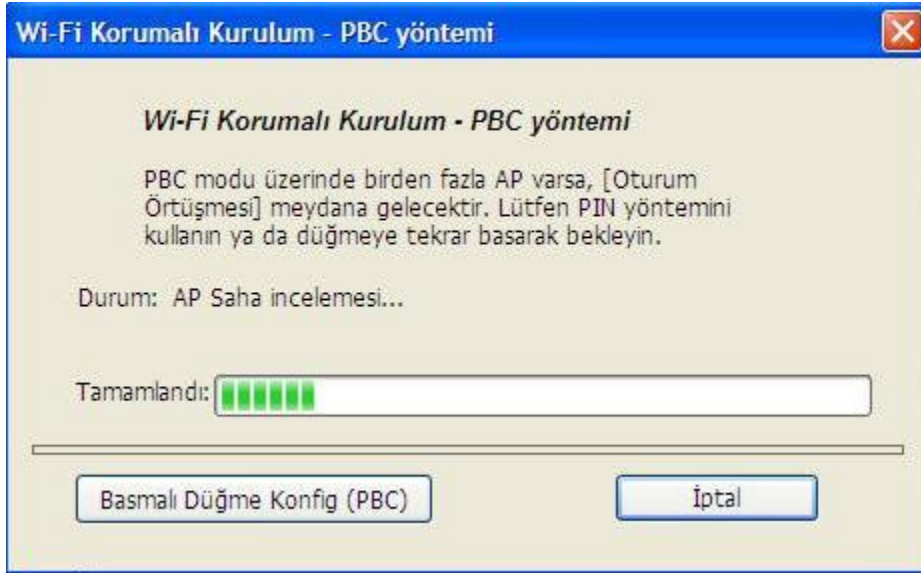 Wi-Fi Korumalı Kurulum - PBC yöntemi
Wi-Fi Korumalı Kurulum - PBC yöntemi
PBC modu üzerinde birden fazla AP varsa, [Oturum
Örtüşmesi] meydana gelecektir. Lütfen PIN yöntemini
kullanın ya da düğmeye tekrar basarak bekleyin.
Durum: AP Saha incelemesi...
Tamamlandı:
Basmalı Düğme Konfig (PBC)
İptal